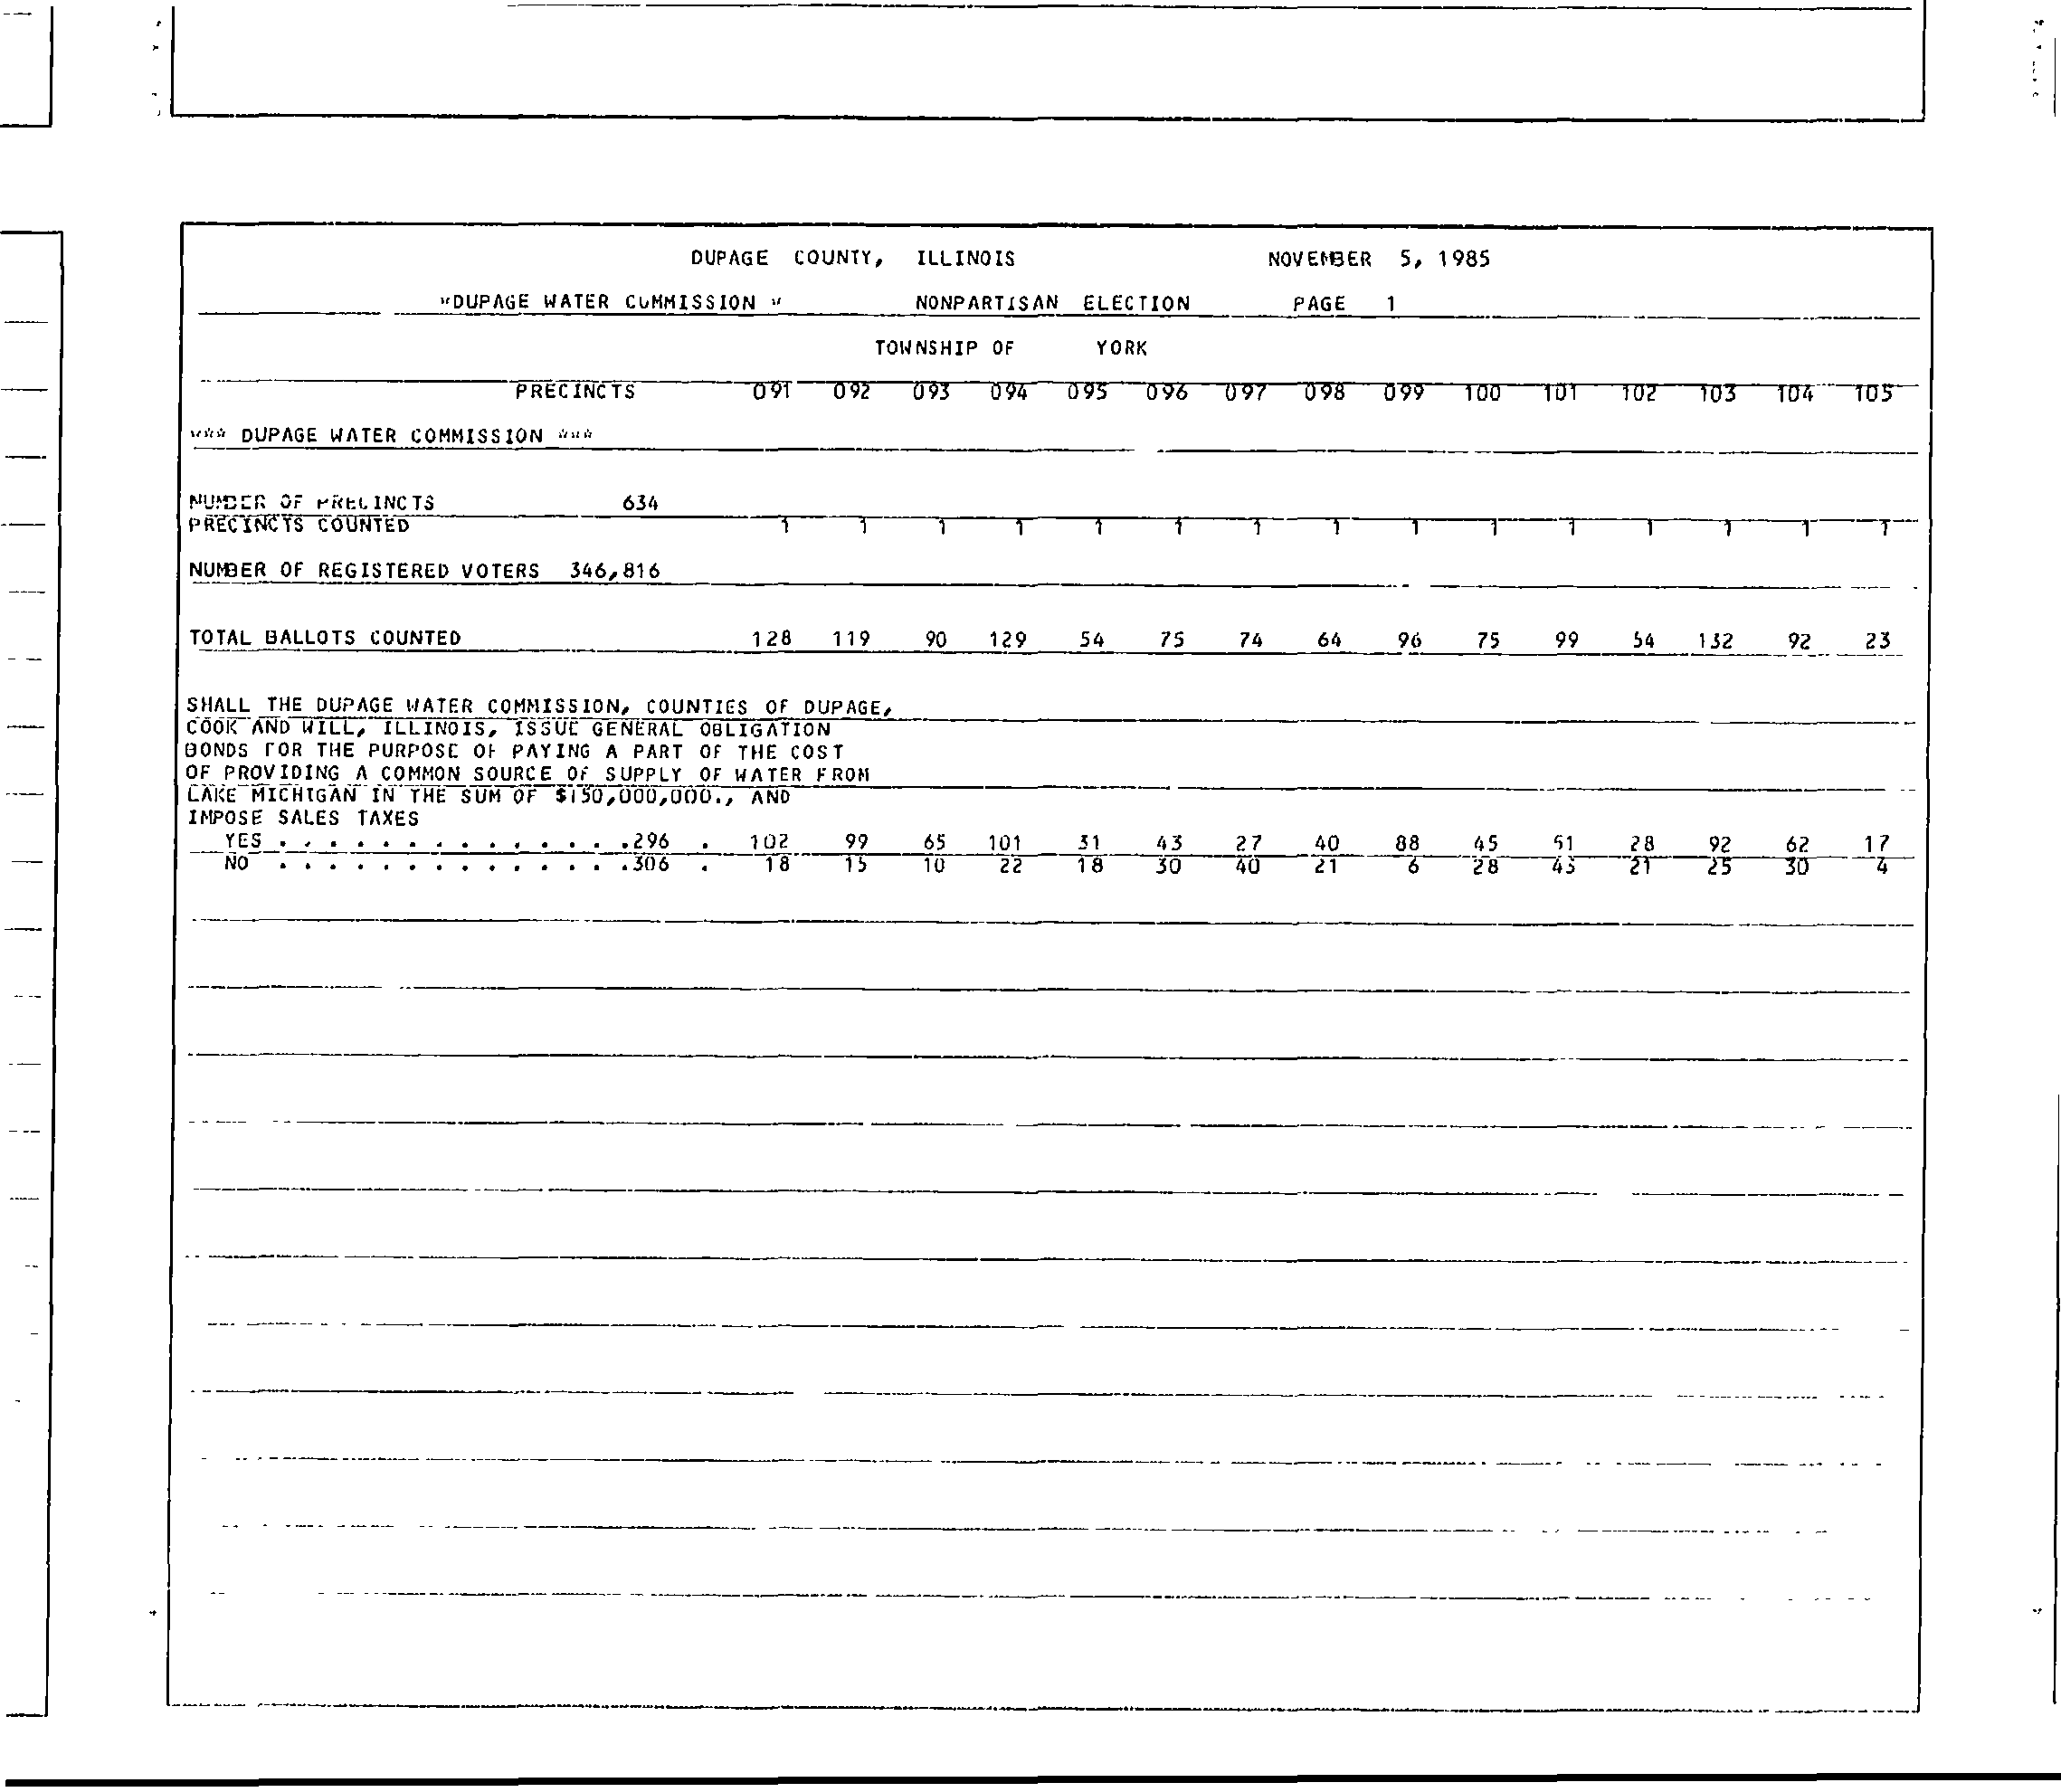 DUPAGE COUNTY, ILLINOIS NOVEMBER 5, 1985
*DUPAGE WATER COMMISSION * NONPARTISAN ELECTION PAGE 1
TOWNSHIP OF YORK
PRECINCTS 091 092 093 094 095 096 097 098 099 100 101 102 103 104 105
*** DUPAGE WATER COMMISSION ***
NUMBER OF PRECINCTS 634
PRECINCTS COUNTED 1 1 1 1 1 1 1 1 1 1 1 1 1 1 1
NUMBER OF REGISTERED VOTERS 346,816
TOTAL BALLOTS COUNTED 128 119 90 129 54 75 74 64 96 75 99 54 132 92 23
SHALL THE DUPAGE WATER COMMISSION, COUNTIES OF DUPAGE,
COOK AND WILL, ILLINOIS, ISSUE GENERAL OBLIGATION
BONDS FOR THE PURPOSE OF PAYING A PART OF THE COST
OF PROVIDING A COMMON SOURCE OF SUPPLY OF WATER FROM
LAKE MICHIGAN IN THE SUM OF $150,000,000., AND
IMPOSE SALES TAXES
YES . . . . . . . . . . . . . .296 . 102 99 65 101 31 43 27 40 88 45 51 28 92 62 17
NO . . . . . . . . . . . . . .306 . 18 15 10 22 18 30 40 21 6 28 43 21 25 30 4